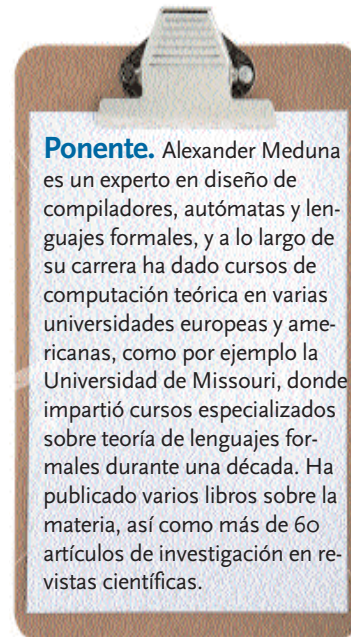 Ponente. Alexander Meduna
es un experto en diseño de
compiladores, autómatas y len-
guajes formales, y a lo largo de
su carrera ha dado cursos de
computación teórica en varias
universidades europeas y ame-
ricanas, como por ejemplo la
Universidad de Missouri, donde
impartió cursos especializados
sobre teoría de lenguajes for-
males durante una década. Ha
publicado varios libros sobre la
materia, así como más de 60
artículos de investigación en re-
vistas científicas.